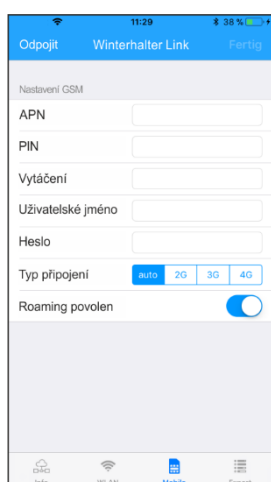 11:29 38 %
Odpojit Winterhalter Link Fertig
Nastavení GSM
APN
PIN
Vytáčení
Uživatelské jméno
Heslo
Typ připojení auto 2G 3G 4G
Roaming povolen